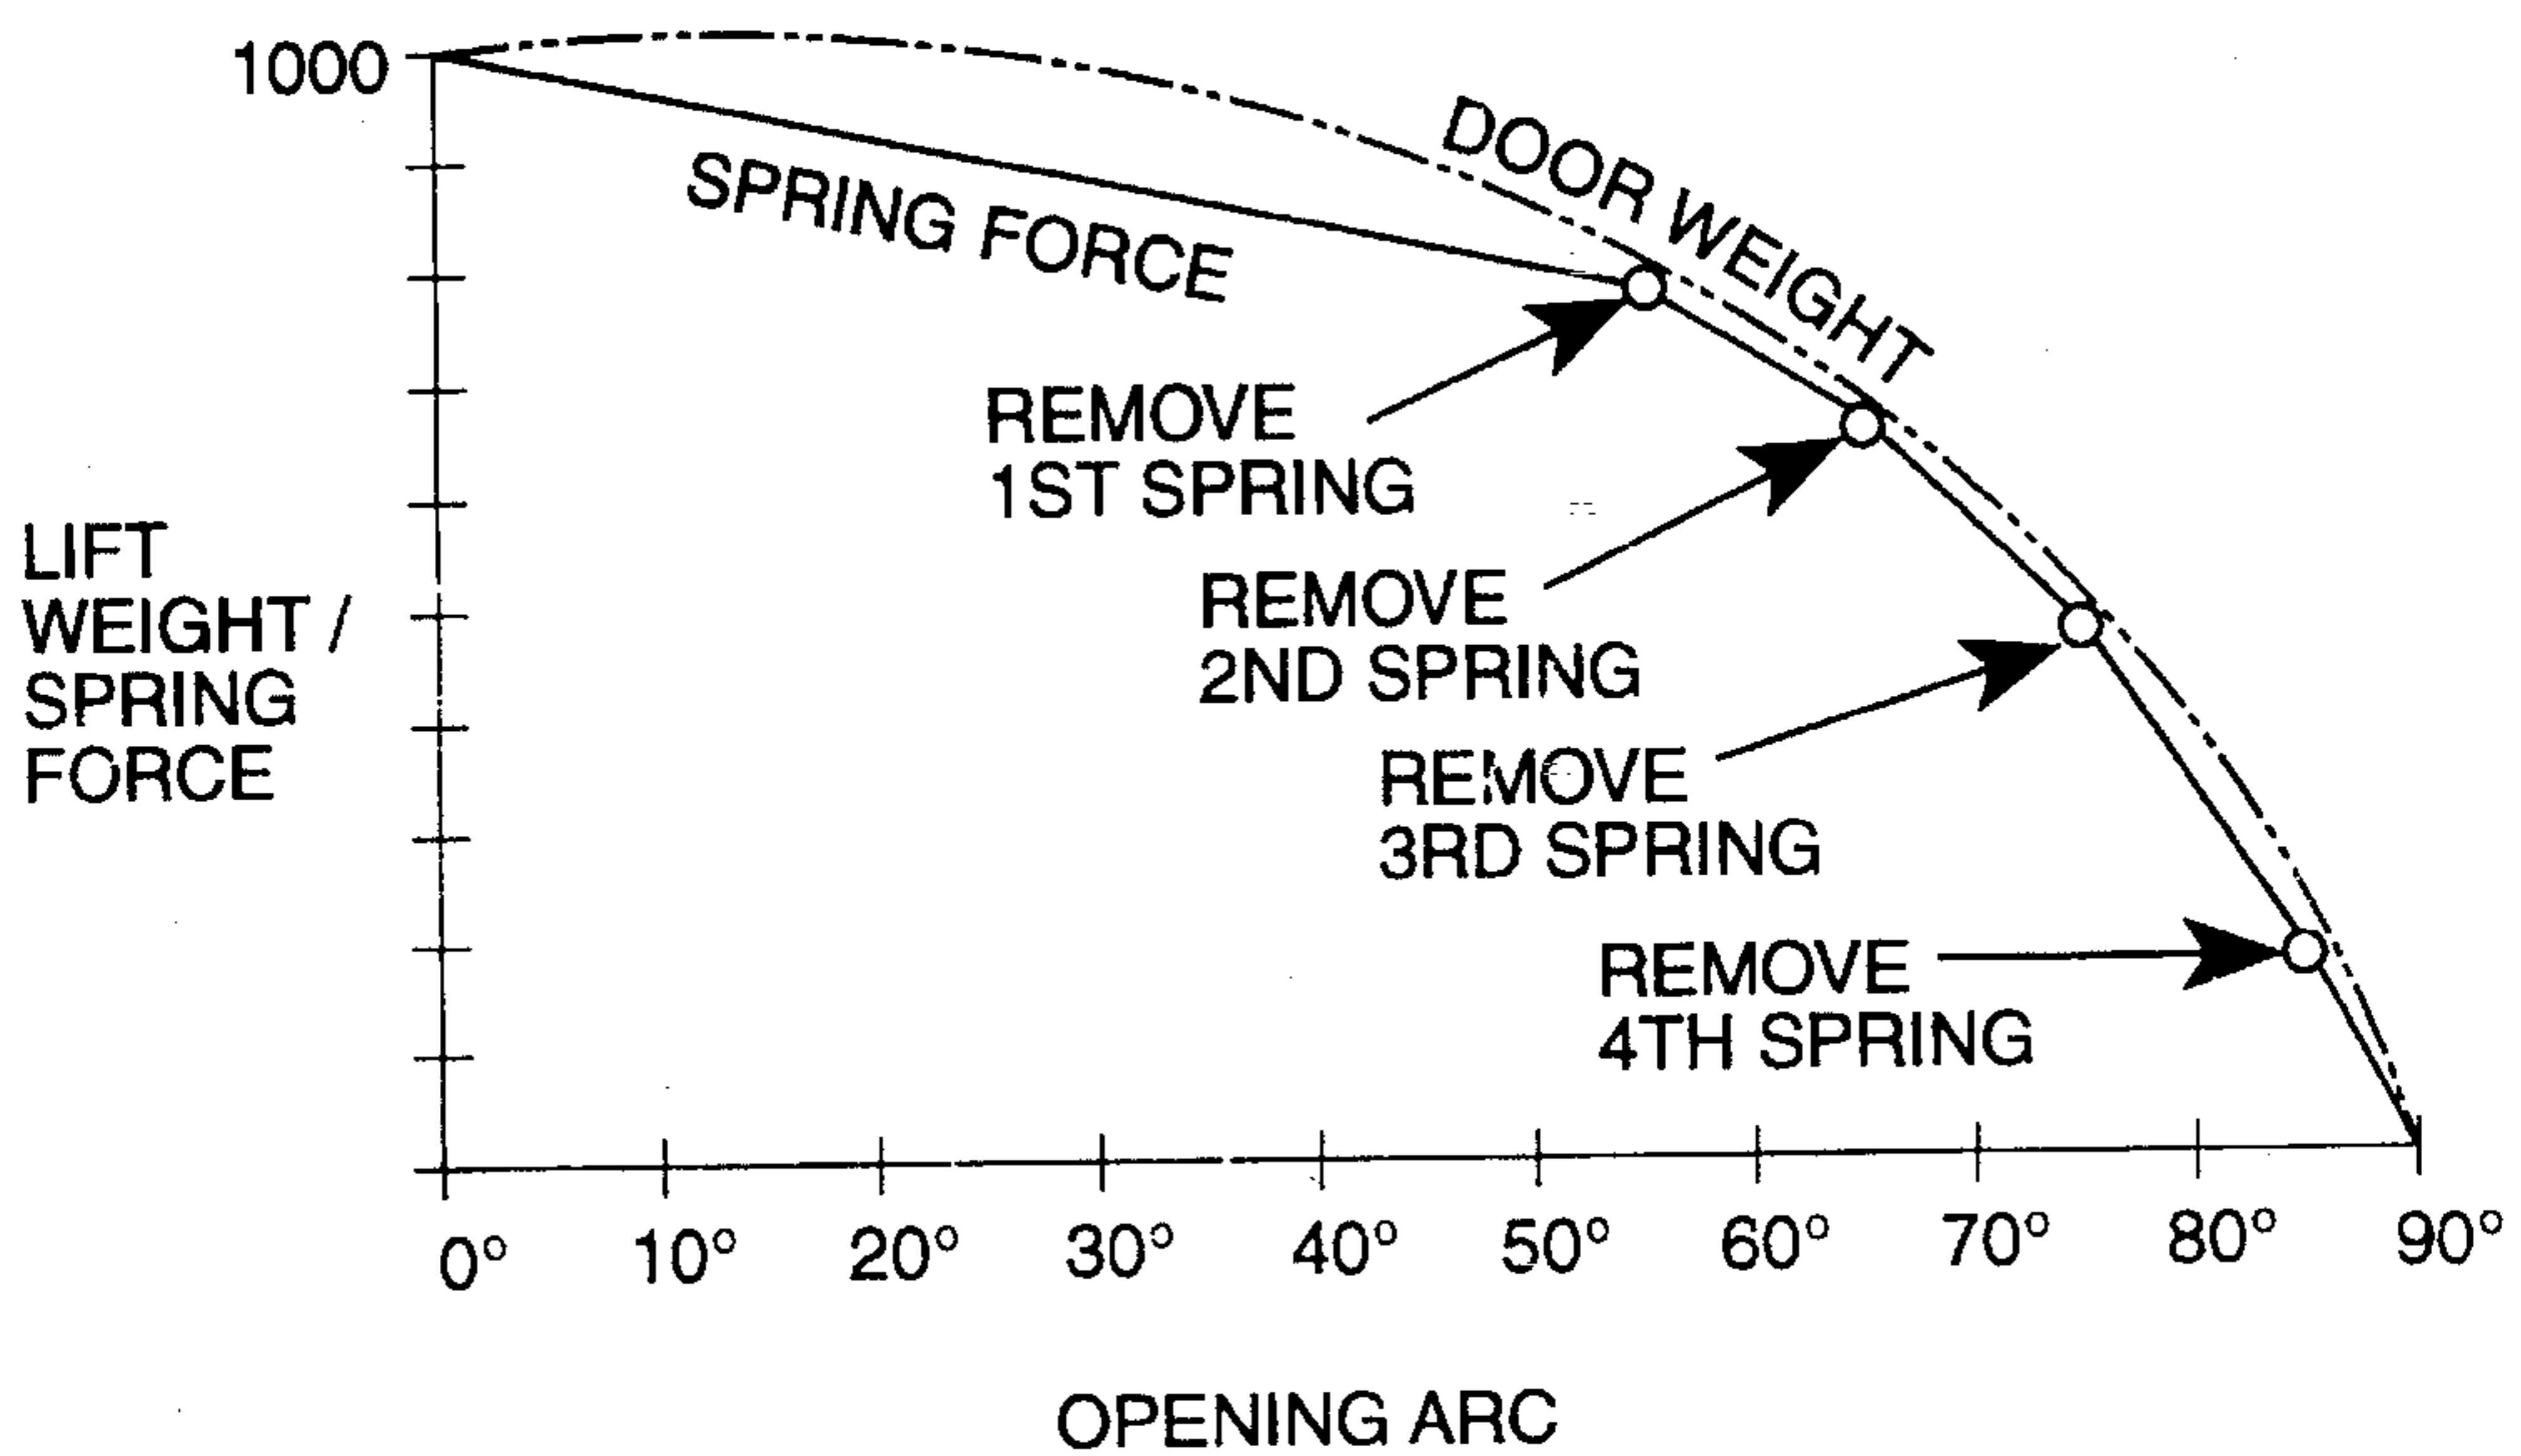 1000
DOOR WEIGHT
SPRING FORCE
REMOVE
1ST SPRING
LIFT
WEIGHT /
SPRING
FORCE
REMOVE
2ND SPRING
REMOVE
3RD SPRING
REMOVE
4TH SPRING
0° 10° 20° 30° 40° 50° 60° 70° 80° 90°
OPENING ARC